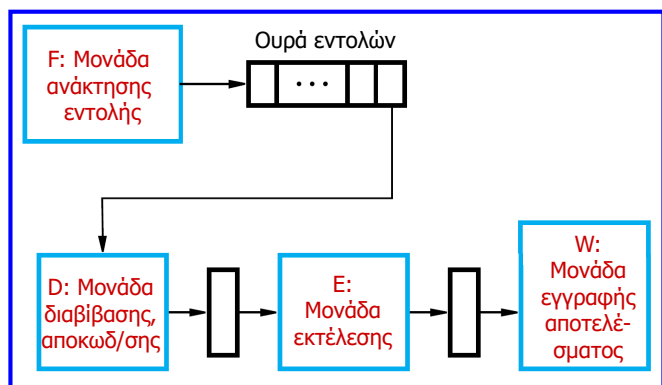 F: Μονάδα
ανάκτησης
εντολής
Ουρά εντολών
...
D: Μονάδα
διαβίβασης,
αποκωδ/σης
E:
Μονάδα
εκτέλεσης
W:
Μονάδα
εγγραφής
αποτελέ-
σματος